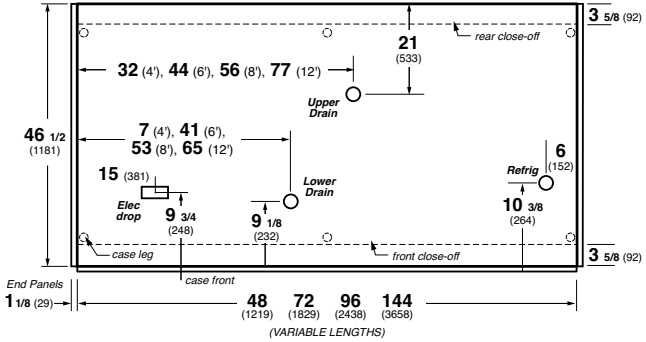 3 5/8 (92)
rear close-off
21
(533)
32 (4'), 44 (6'), 56 (8'), 77 (12')
Upper
Drain
46 1/2
(1181)
7 (4'), 41 (6'),
53 (8'), 65 (12')
6
(152)
15 (381)
Refrig
Lower
Drain
Elec
drop
9 3/4
(248)
9 1/8
(232)
10 3/8
(264)
case leg
front close-off
3 5/8 (92)
case front
End Panels
1 1/8 (29)
48 72 96 144
(1219) (1829) (2438) (3658)
(VARIABLE LENGTHS)